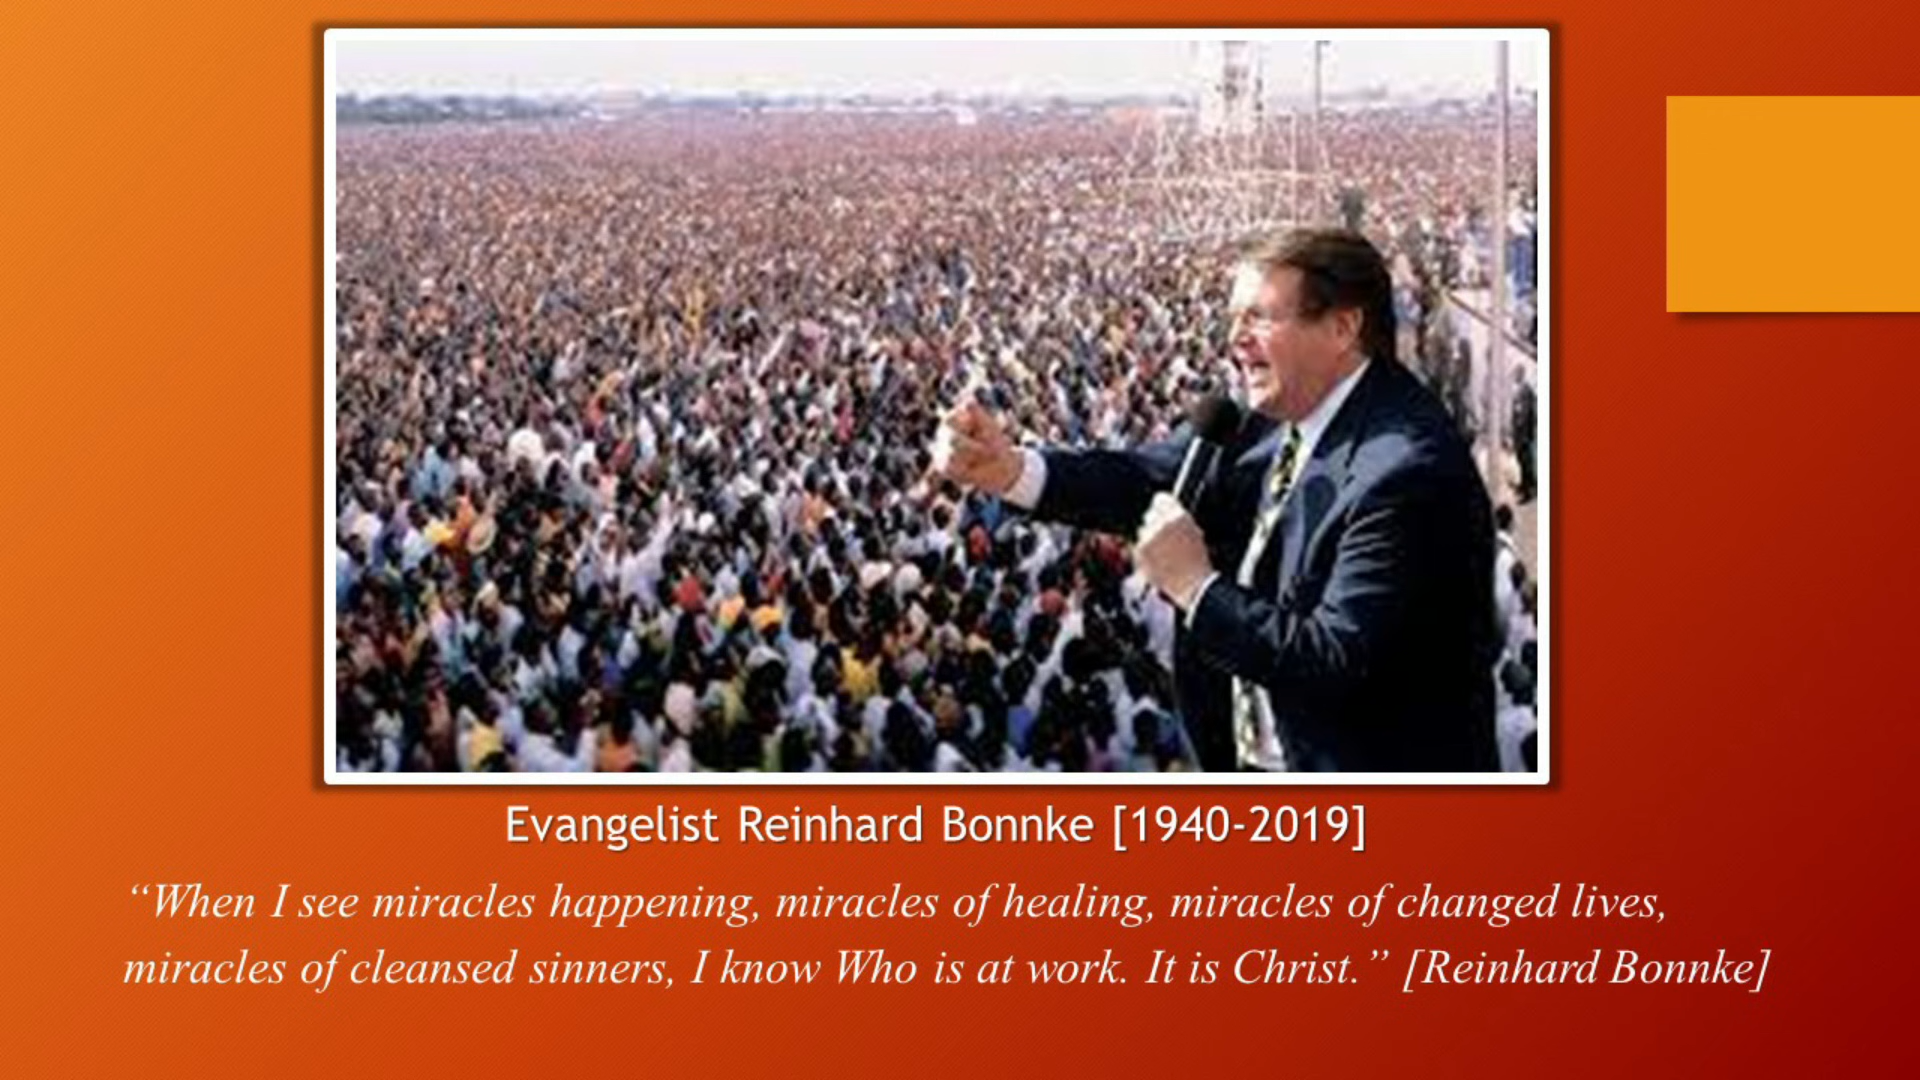 Evangelist Reinhard Bonnke [1940-2019]
“When I see miracles happening, miracles of healing, miracles of changed lives,
miracles of cleansed sinners, I know Who is at work. It is Christ.” [Reinhard Bonnke]